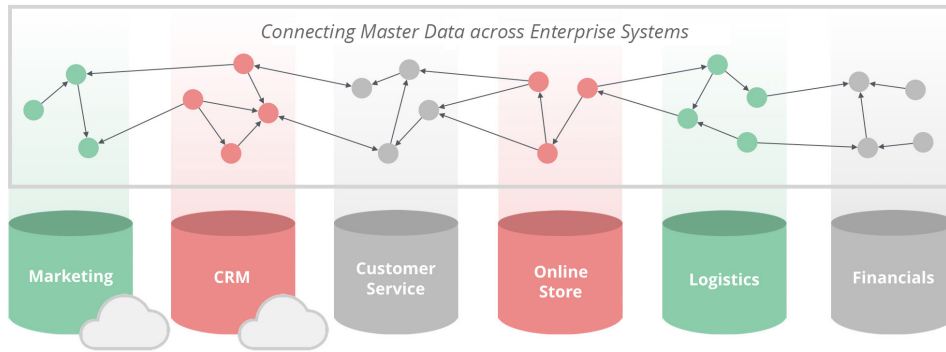 Connecting Master Data across Enterprise Systems
Marketing
CRM
Customer
Service
Online
Store
Logistics
Financials